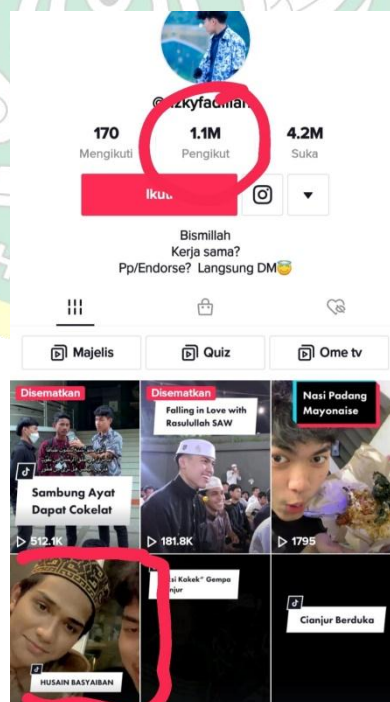 170
Mengikuti
1.1M
Pengikut
4.2M
Suka
Bismillah
Kerja sama?
Pp/Endorse? Langsung DM😇
Majelis
Quiz
Ome tv
Disematkan
Sambung Ayat
Dapat Cokelat
512.1K
Disematkan
Falling in Love with
Rasulullah SAW
181.8K
Nasi Padang
Mayonaise
1795
HUSAIN BASYAIBAN
Kokek" Gempa
Cianjur Berduka